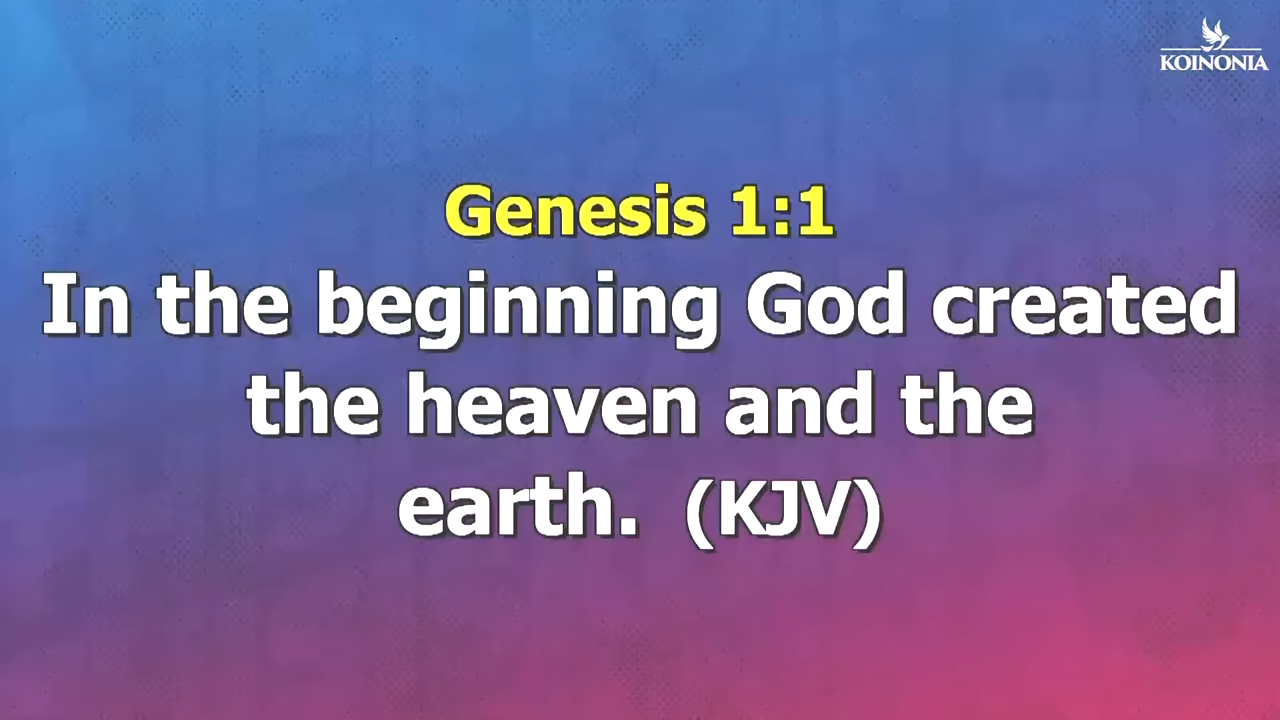 KOINONIA
Genesis 1:1
In the beginning God created
the heaven and the
earth. (KJV)